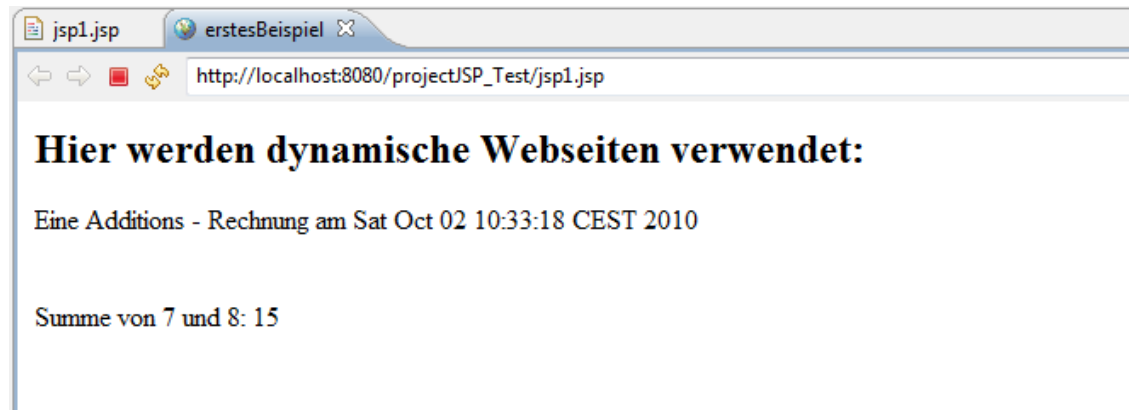 jsp1.jsp erstesBeispiel
http://localhost:8080/projectJSP_Test/jsp1.jsp
Hier werden dynamische Webseiten verwendet:
Eine Additions - Rechnung am Sat Oct 02 10:33:18 CEST 2010
Summe von 7 und 8: 15